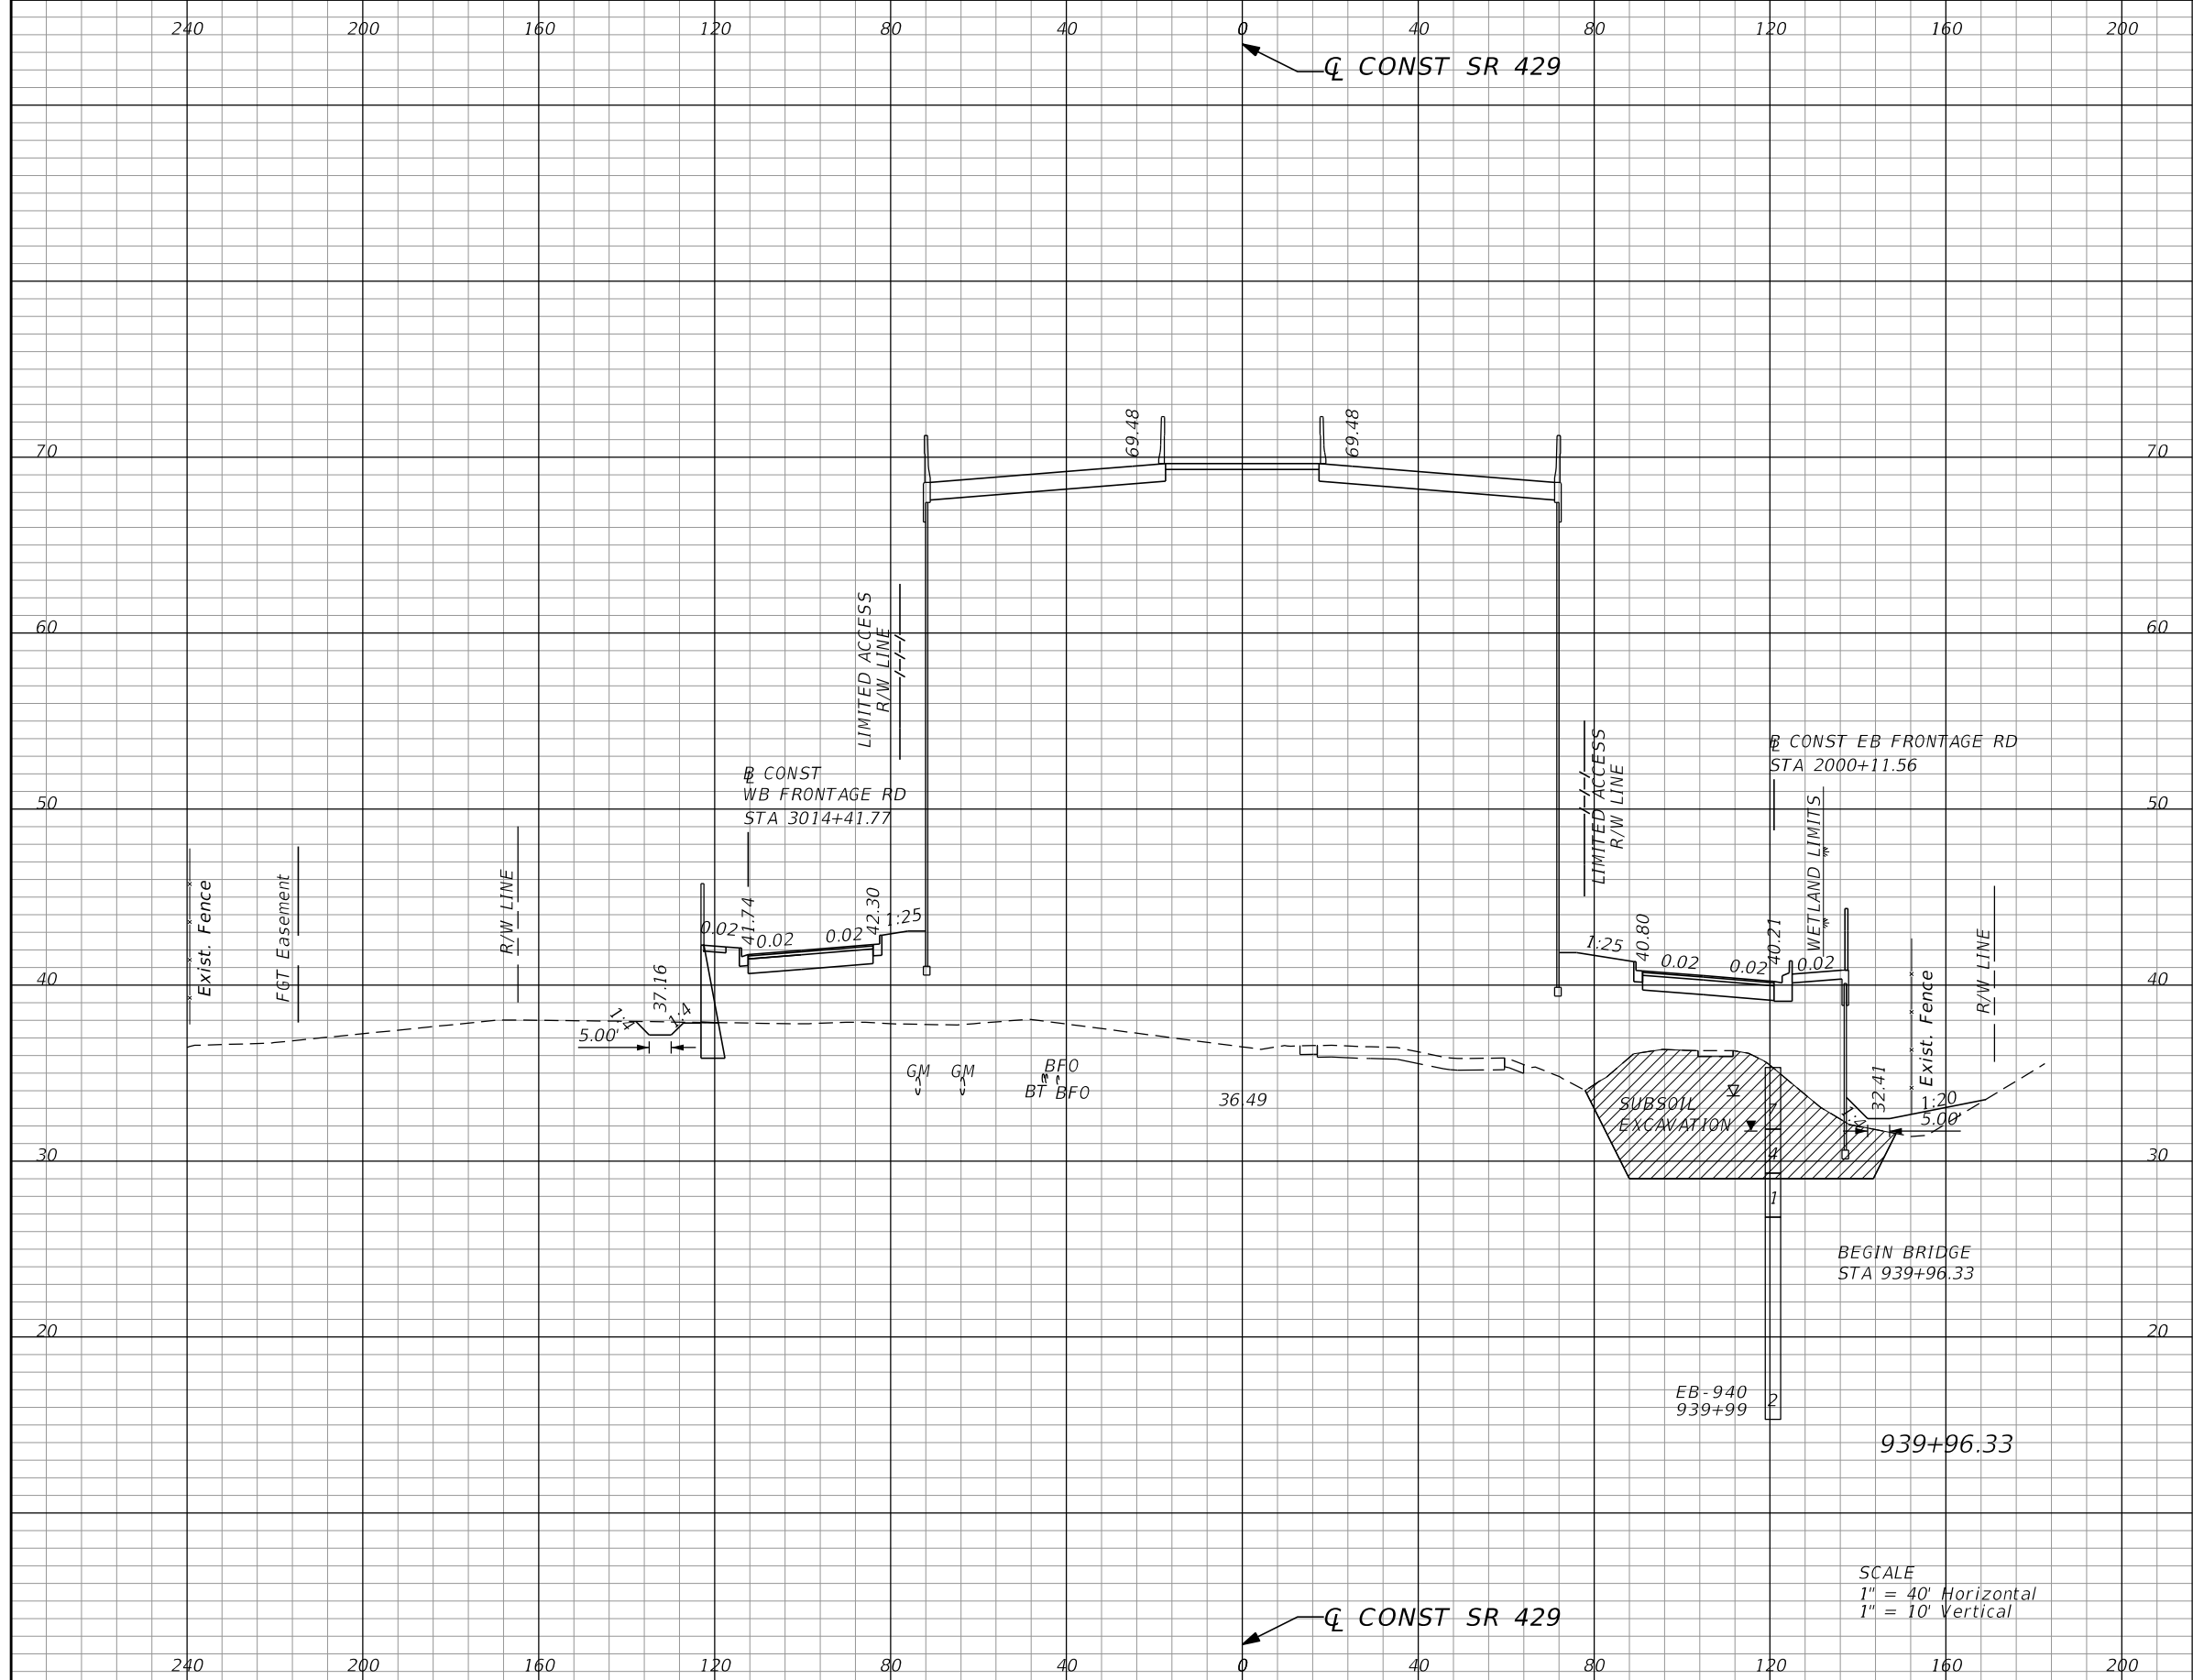 240 200 160 120 80 40 0 40 80 120 160 200
℄ CONST SR 429
69.48
69.48
70
70
LIMITED ACCESS
R/W LINE
60
60
LIMITED ACCESS
R/W LINE
℄ CONST EB FRONTAGE RD
STA 2000+11.56
B CONST
WB FRONTAGE RD
STA 3014+41.77
50
50
WETLAND LIMITS
Exist. Fence
FGT Easement
R/W LINE
0.02
41.74
0.02
0.02
42.30
1:25
1:25
40.80
0.02
0.02
40.21
0.02
Exist. Fence
R/W LINE
40
40
1:4
37.16
1:4
5.00'
GM
GM
BFO
BT
BFO
36.49
SUBSOIL
EXCAVATION
7
4
1
2
1:4
32.41
1:20
5.00'
30
30
BEGIN BRIDGE
STA 939+96.33
20
20
EB-940
939+99
939+96.33
SCALE
1" = 40' Horizontal
1" = 10' Vertical
℄ CONST SR 429
240 200 160 120 80 40 0 40 80 120 160 200